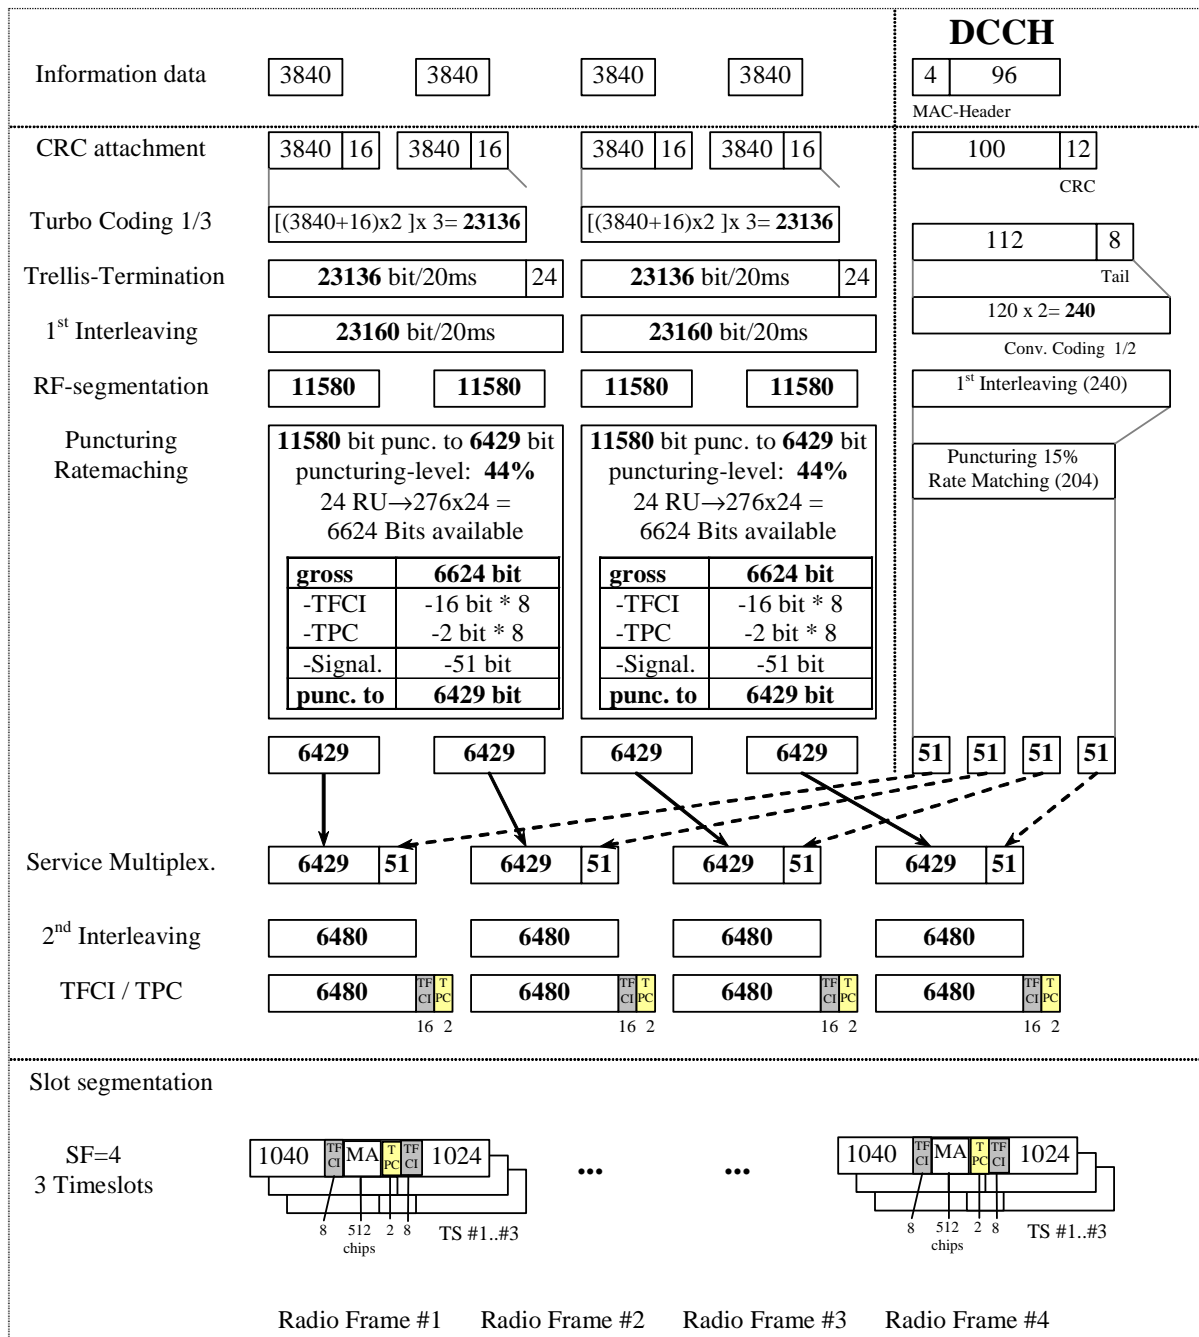 DCCH
Information data 3840 3840 3840 3840 4 96
MAC-Header
CRC attachment 3840 16 3840 16 3840 16 3840 16 100 12
CRC
Turbo Coding 1/3 [(3840+16)x2 ]x 3= 23136 [(3840+16)x2 ]x 3= 23136
112 8
Tail
Trellis-Termination 23136 bit/20ms 24 23136 bit/20ms 24
120 x 2= 240
1st Interleaving 23160 bit/20ms 23160 bit/20ms
Conv. Coding 1/2
RF-segmentation 11580 11580 11580 11580 1st Interleaving (240)
Puncturing
Ratemaching
11580 bit punc. to 6429 bit
puncturing-level: 44%
24 RU→276x24 =
6624 Bits available
gross 6624 bit
-TFCI -16 bit * 8
-TPC -2 bit * 8
-Signal. -51 bit
punc. to 6429 bit
11580 bit punc. to 6429 bit
puncturing-level: 44%
24 RU→276x24 =
6624 Bits available
gross 6624 bit
-TFCI -16 bit * 8
-TPC -2 bit * 8
-Signal. -51 bit
punc. to 6429 bit
Puncturing 15%
Rate Matching (204)
6429 6429 6429 6429 51 51 51 51
Service Multiplex. 6429 51 6429 51 6429 51 6429 51
2nd Interleaving 6480 6480 6480 6480
TFCI / TPC 6480 TF CI T PC 6480 TF CI T PC 6480 TF CI T PC 6480 TF CI T PC
16 2 16 2 16 2 16 2
Slot segmentation
SF=4
3 Timeslots
1040 TF CI MA T PC TF CI 1024 ... ... 1040 TF CI MA T PC TF CI 1024
8 512 2 8 TS #1..#3 8 512 2 8 TS #1..#3
chips chips
Radio Frame #1 Radio Frame #2 Radio Frame #3 Radio Frame #4